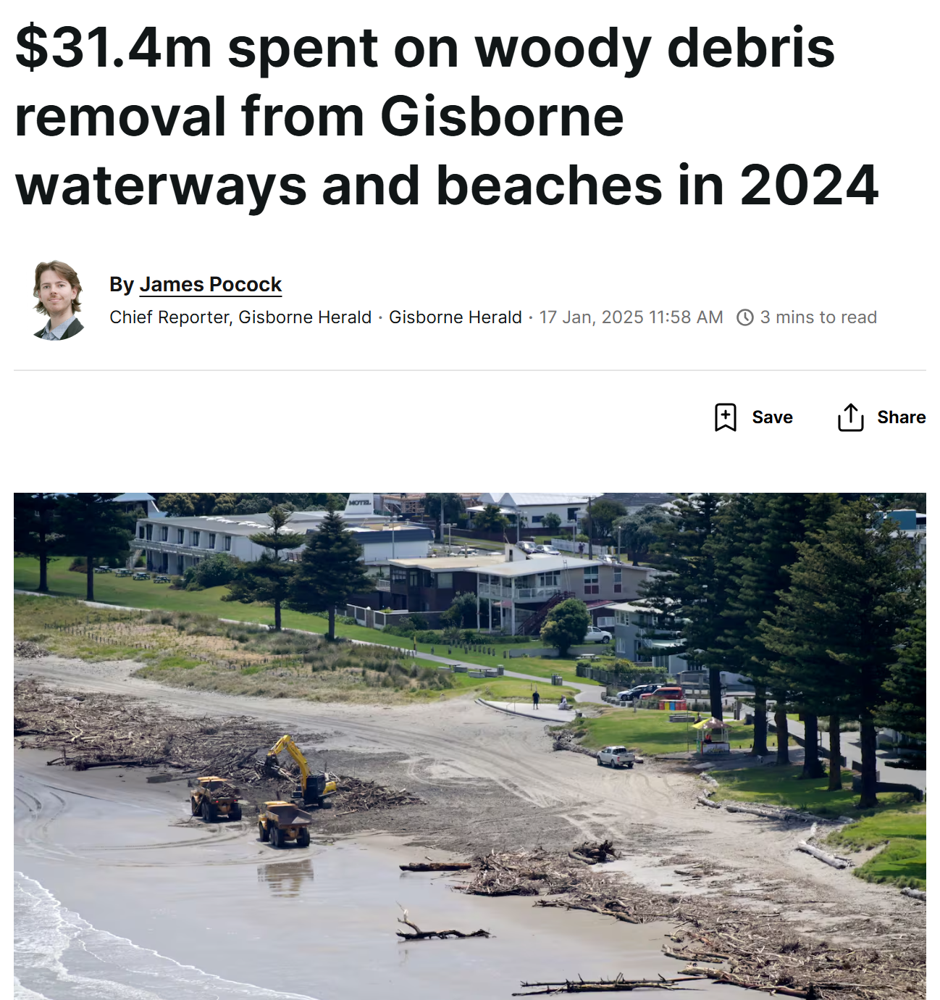 $31.4m spent on woody debris
removal from Gisborne
waterways and beaches in 2024
By James Pocock
Chief Reporter, Gisborne Herald · Gisborne Herald · 17 Jan, 2025 11:58 AM 3 mins to read
Save Share
MOTEL